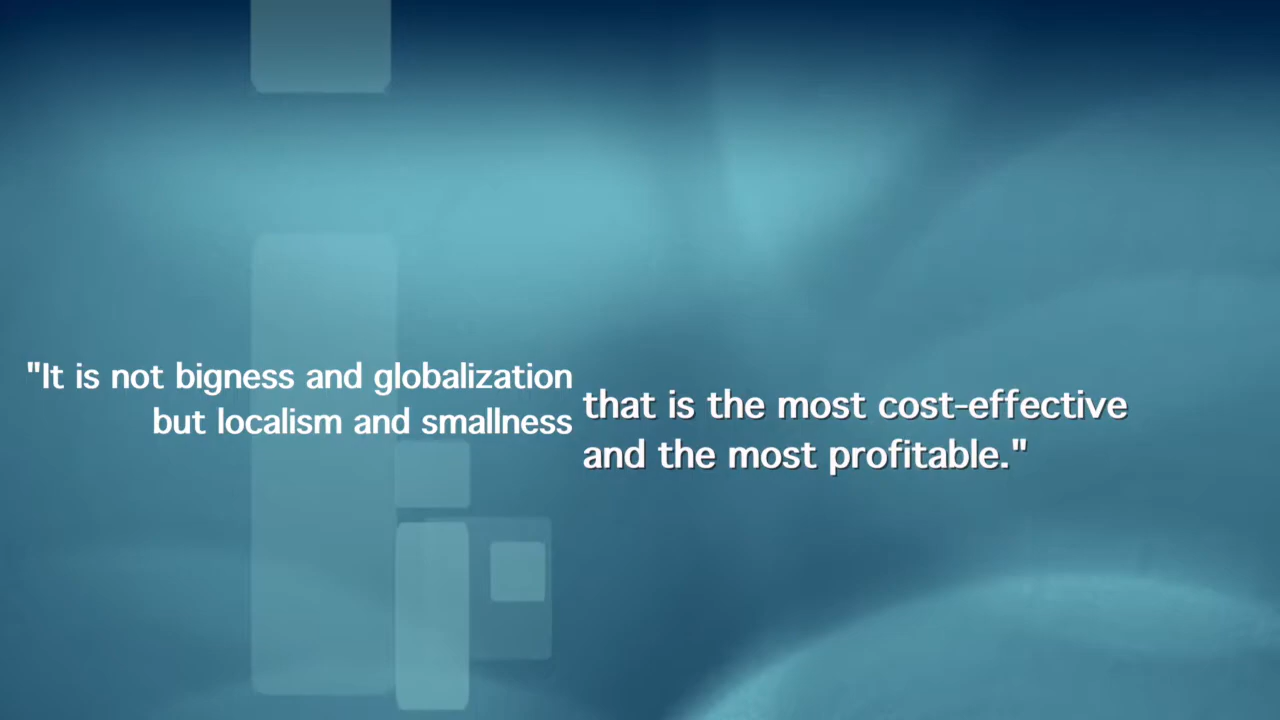 "It is not bigness and globalization
but localism and smallness
that is the most cost-effective
and the most profitable."